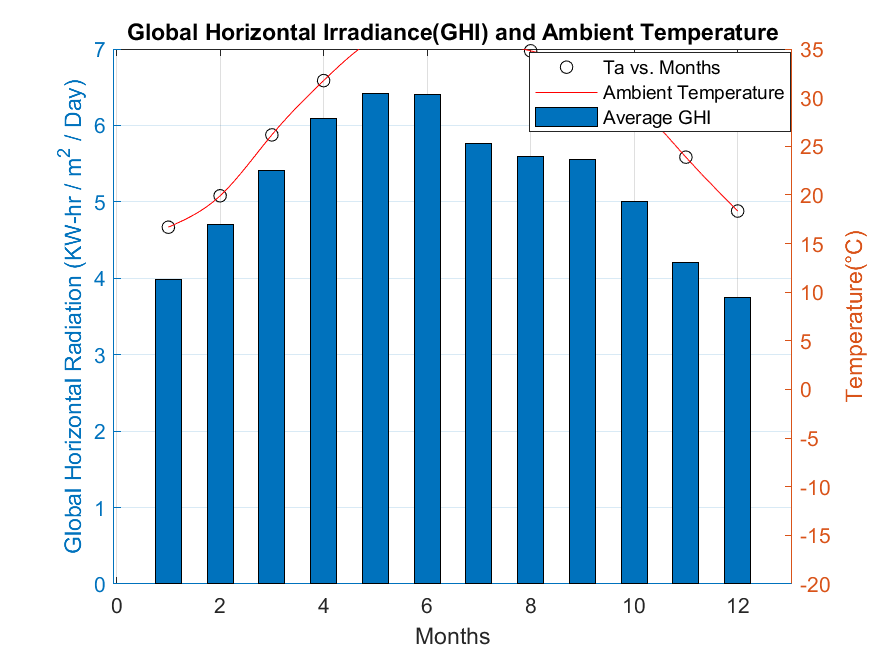 Global Horizontal Irradiance(GHI) and Ambient Temperature
Global Horizontal Radiation (KW-hr / m² / Day)
7
6
5
4
3
2
1
0
Ta vs. Months
Ambient Temperature
Average GHI
35
30
25
20
15
10
5
0
-5
-10
-15
-20
Temperature(°C)
0 2 4 6 8 10 12
Months